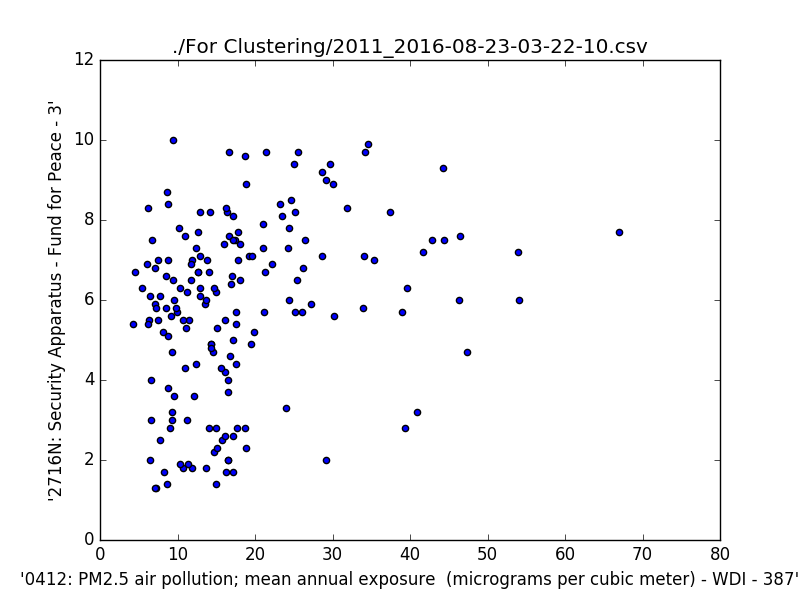 ./For Clustering/2011_2016-08-23-03-22-10.csv
'2716N: Security Apparatus - Fund for Peace - 3'
12
10
8
6
4
2
0
0 10 20 30 40 50 60 70 80
'0412: PM2.5 air pollution; mean annual exposure  (micrograms per cubic meter) - WDI - 387'